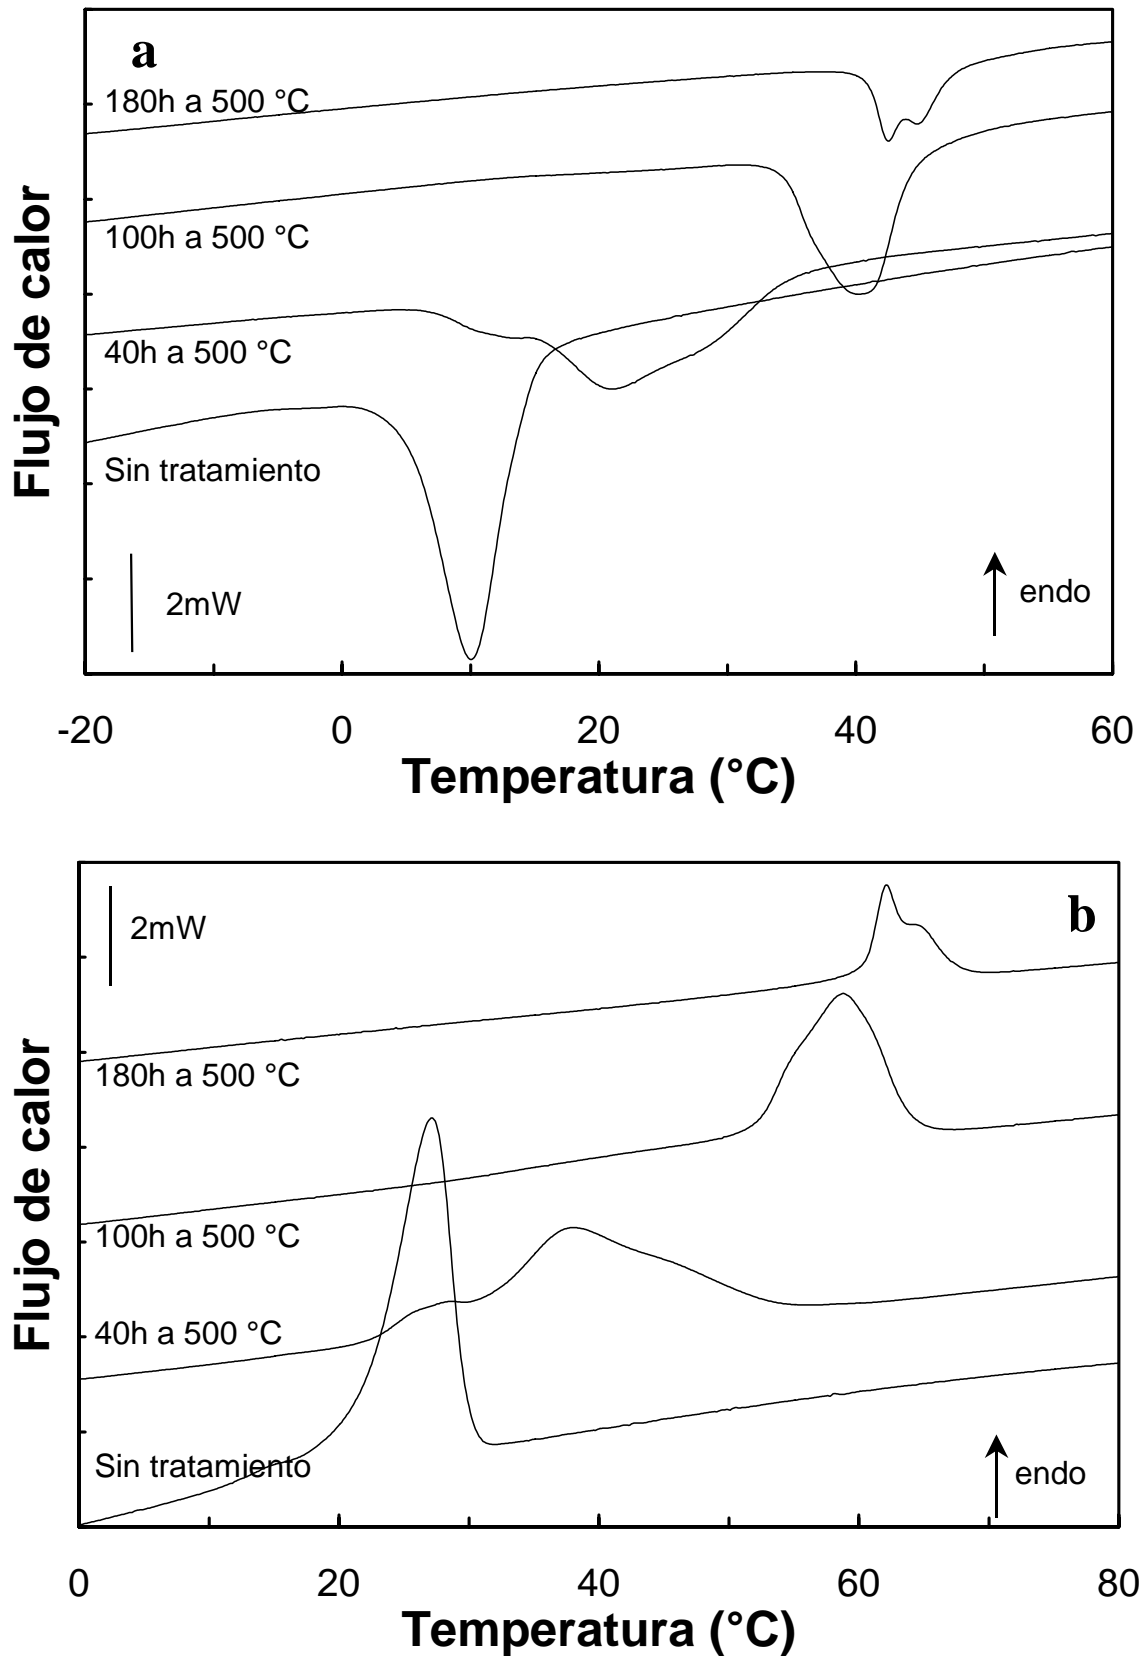 a
180h a 500 °C
100h a 500 °C
40h a 500 °C
Sin tratamiento
2mW
endo
Flujo de calor
-20 0 20 40 60
Temperatura (°C)
2mW
b
180h a 500 °C
100h a 500 °C
40h a 500 °C
Sin tratamiento
endo
Flujo de calor
0 20 40 60 80
Temperatura (°C)